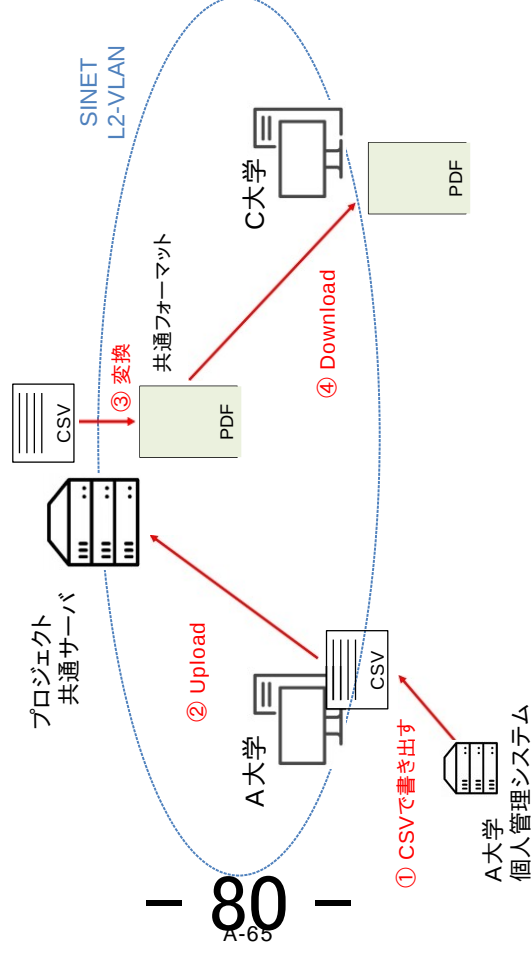 SINET
L2-VLAN
プロジェクト
共通サーバ
CSV
③ 変換
共通フォーマット
PDF
② Upload
④ Download
A大学
CSV
C大学
PDF
① CSVで書き出す
A大学
個人管理システム
− 80 −
A-65